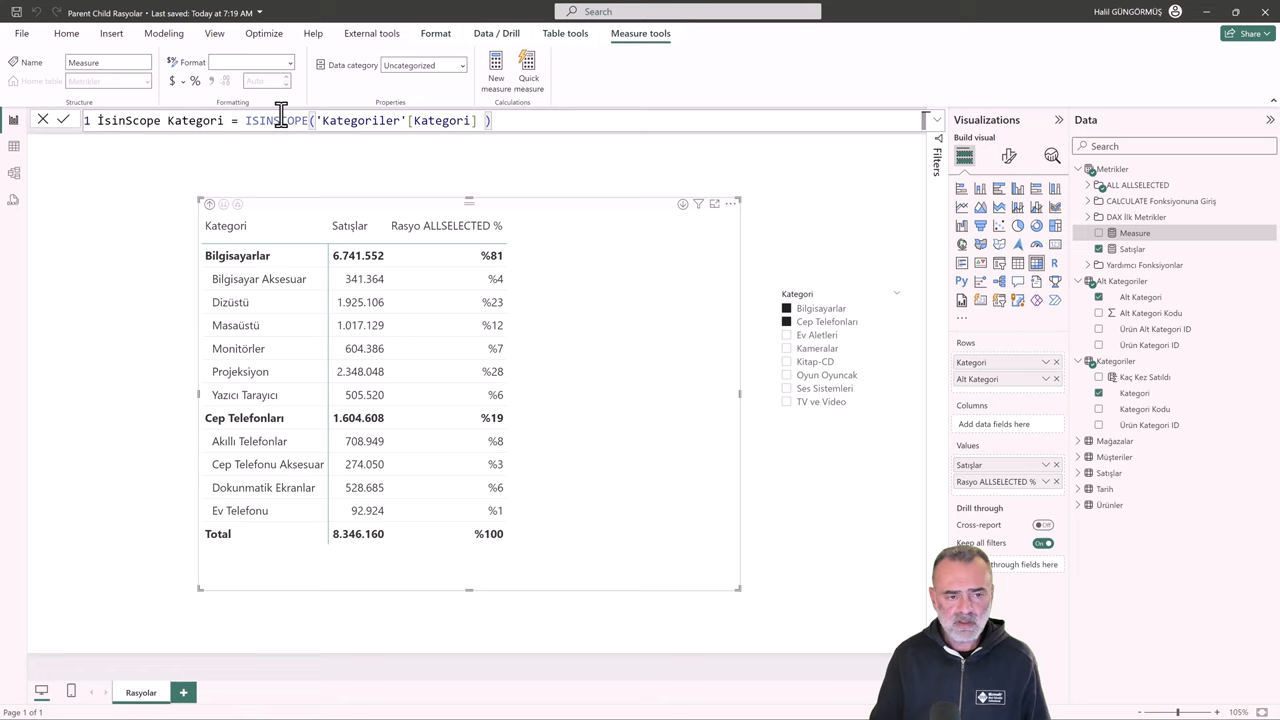 Parent Child Rasyolar • Last saved: Today at 7:19 AM
Search
Halil GÜNGÖRMÜŞ
File Home Insert Modeling View Optimize Help External tools Format Data / Drill Table tools Measure tools
Share
Name Measure
Home table Metrikler
Structure
Format
$ % Auto
Formatting
Data category Uncategorized
Properties
New measure
Quick measure
Calculations
1 İsinScope Kategori = ISINSCOPE('Kategoriler'[Kategori] )
Filters
Kategori Satışlar Rasyo ALLSELECTED %
Bilgisayarlar 6.741.552 %81
Bilgisayar Aksesuar 341.364 %4
Dizüstü 1.925.106 %23
Masaüstü 1.017.129 %12
Monitörler 604.386 %7
Projeksiyon 2.348.048 %28
Yazıcı Tarayıcı 505.520 %6
Cep Telefonları 1.604.608 %19
Akıllı Telefonlar 708.949 %8
Cep Telefonu Aksesuar 274.050 %3
Dokunmatik Ekranlar 528.685 %6
Ev Telefonu 92.924 %1
Total 8.346.160 %100
Kategori
Bilgisayarlar
Cep Telefonları
Ev Aletleri
Kameralar
Kitap-CD
Oyun Oyuncak
Ses Sistemleri
TV ve Video
Visualizations
Build visual
R
Py
Rows
Kategori
Alt Kategori
Columns
Add data fields here
Values
Satışlar
Rasyo ALLSELECTED %
Drill through
Cross-report Off
Keep all filters On
through fields here
Data
Search
Metrikler
ALL ALLSELECTED
CALCULATE Fonksiyonuna Giriş
DAX İlk Metrikler
Measure
Satışlar
Yardımcı Fonksiyonlar
Alt Kategoriler
Alt Kategori
Alt Kategori Kodu
Ürün Alt Kategori ID
Ürün Kategori ID
Kategoriler
Kaç Kez Satıldı
Kategori
Kategori Kodu
Ürün Kategori ID
Mağazalar
Müşteriler
Satışlar
Tarih
Ürünler
Rasyolar
Page 1 of 1
105%